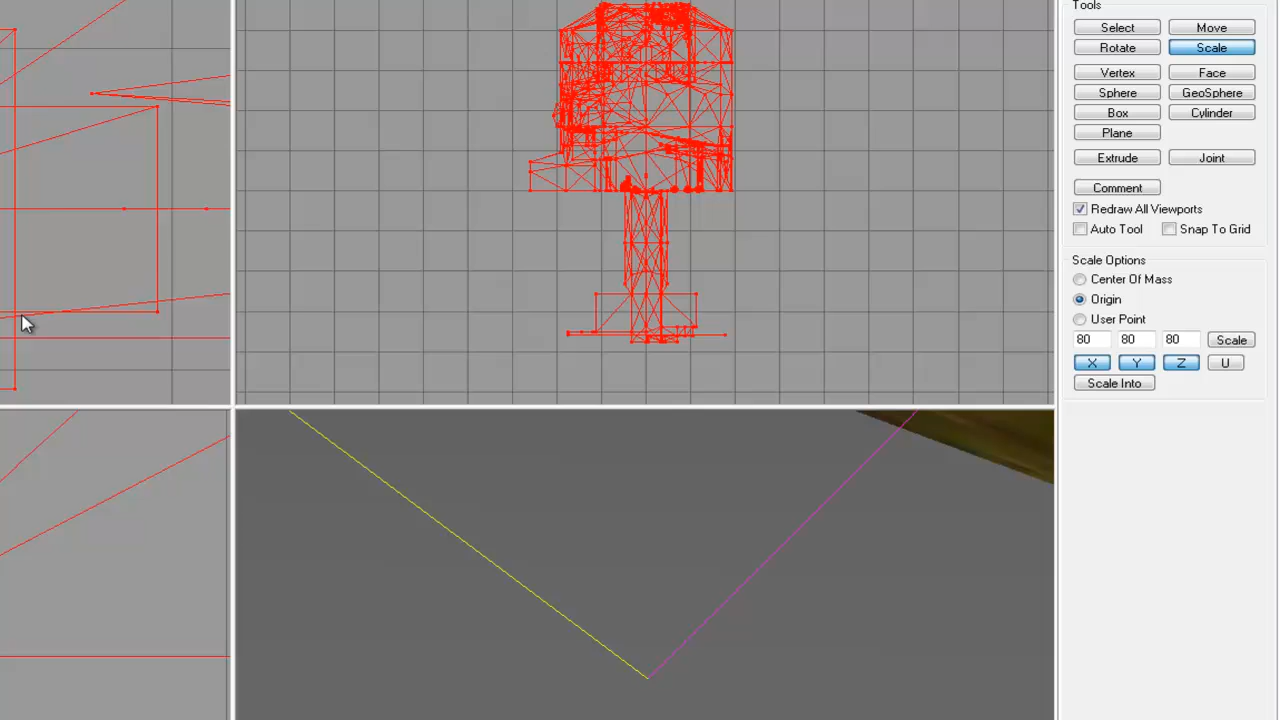 Tools
Select Move
Rotate Scale
Vertex Face
Sphere GeoSphere
Box Cylinder
Plane
Extrude Joint
Comment
Redraw All Viewports
Auto Tool Snap To Grid
Scale Options
Center Of Mass
Origin
User Point
80 80 80 Scale
X Y Z U
Scale Into